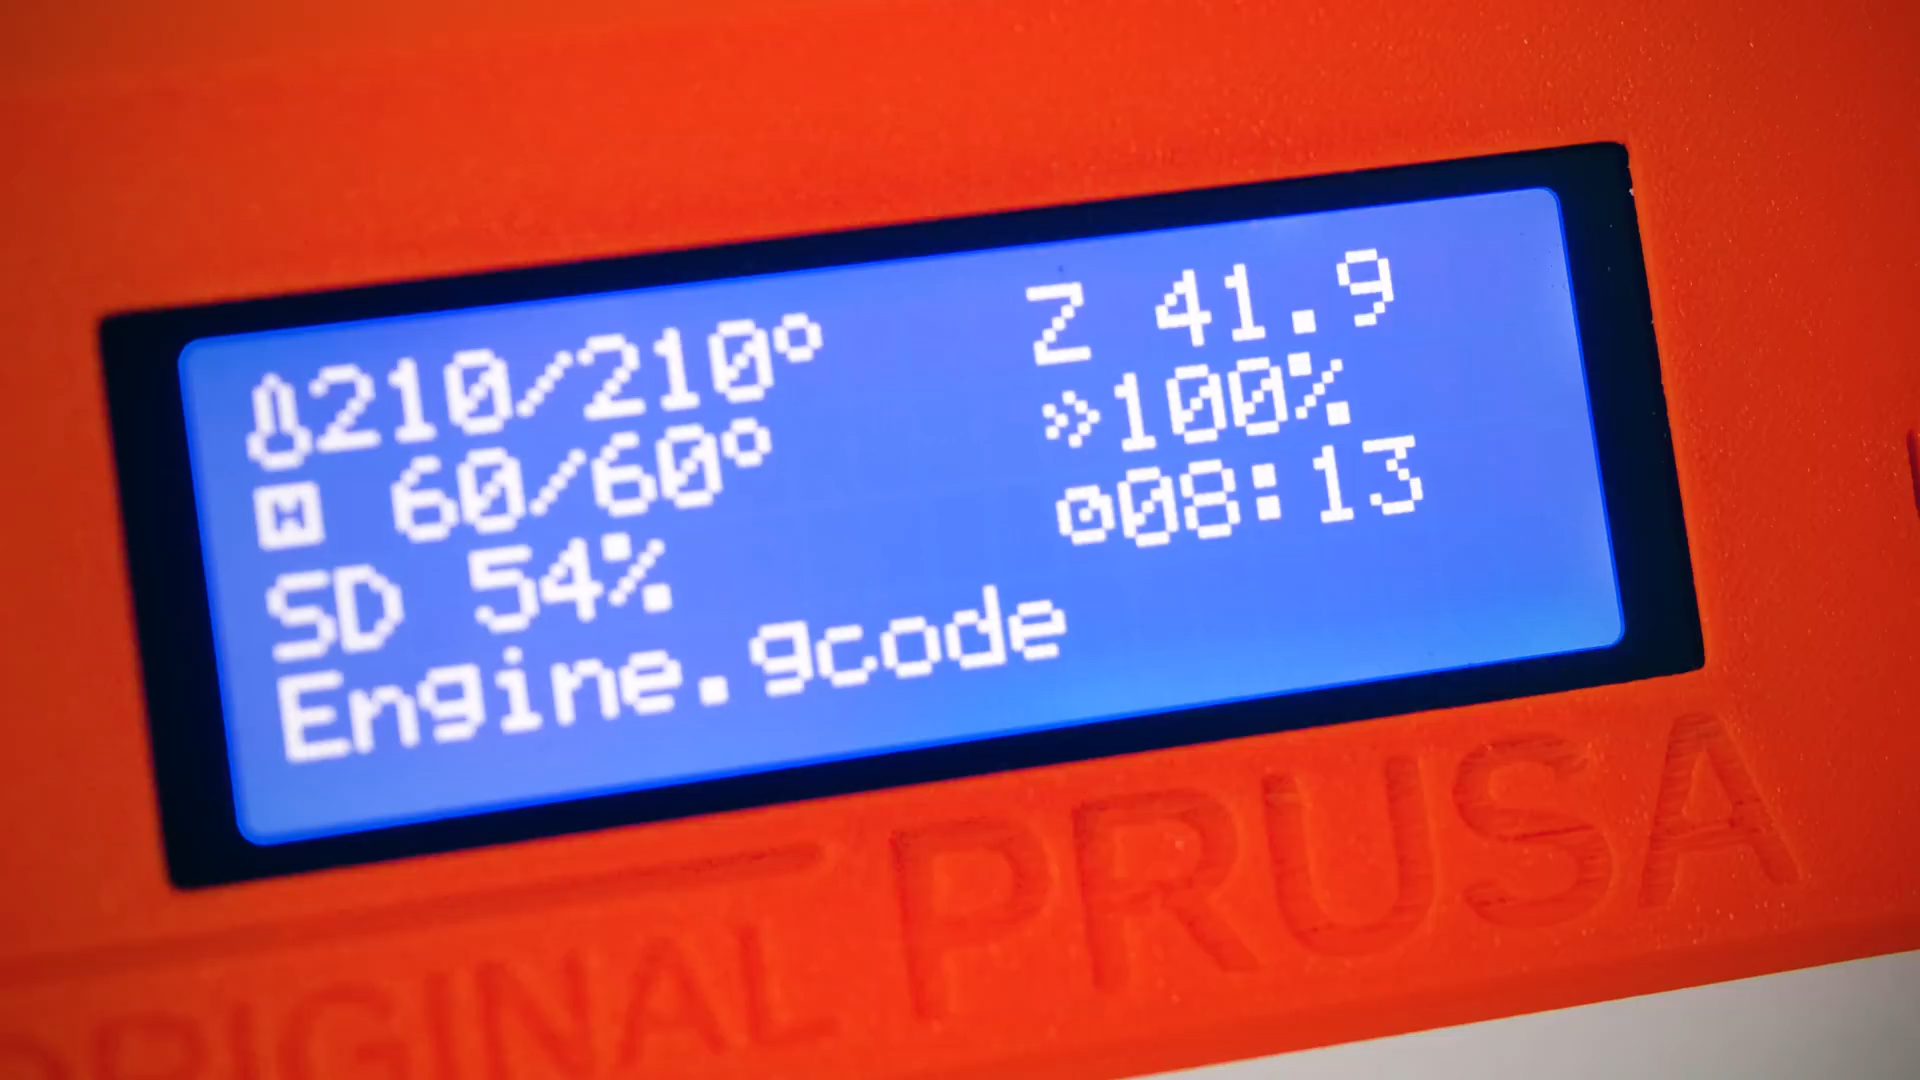 210/210° Z 41.9
60/60° »100%
SD 54% 08:13
Engine.gcode
ORIGINAL PRUSA